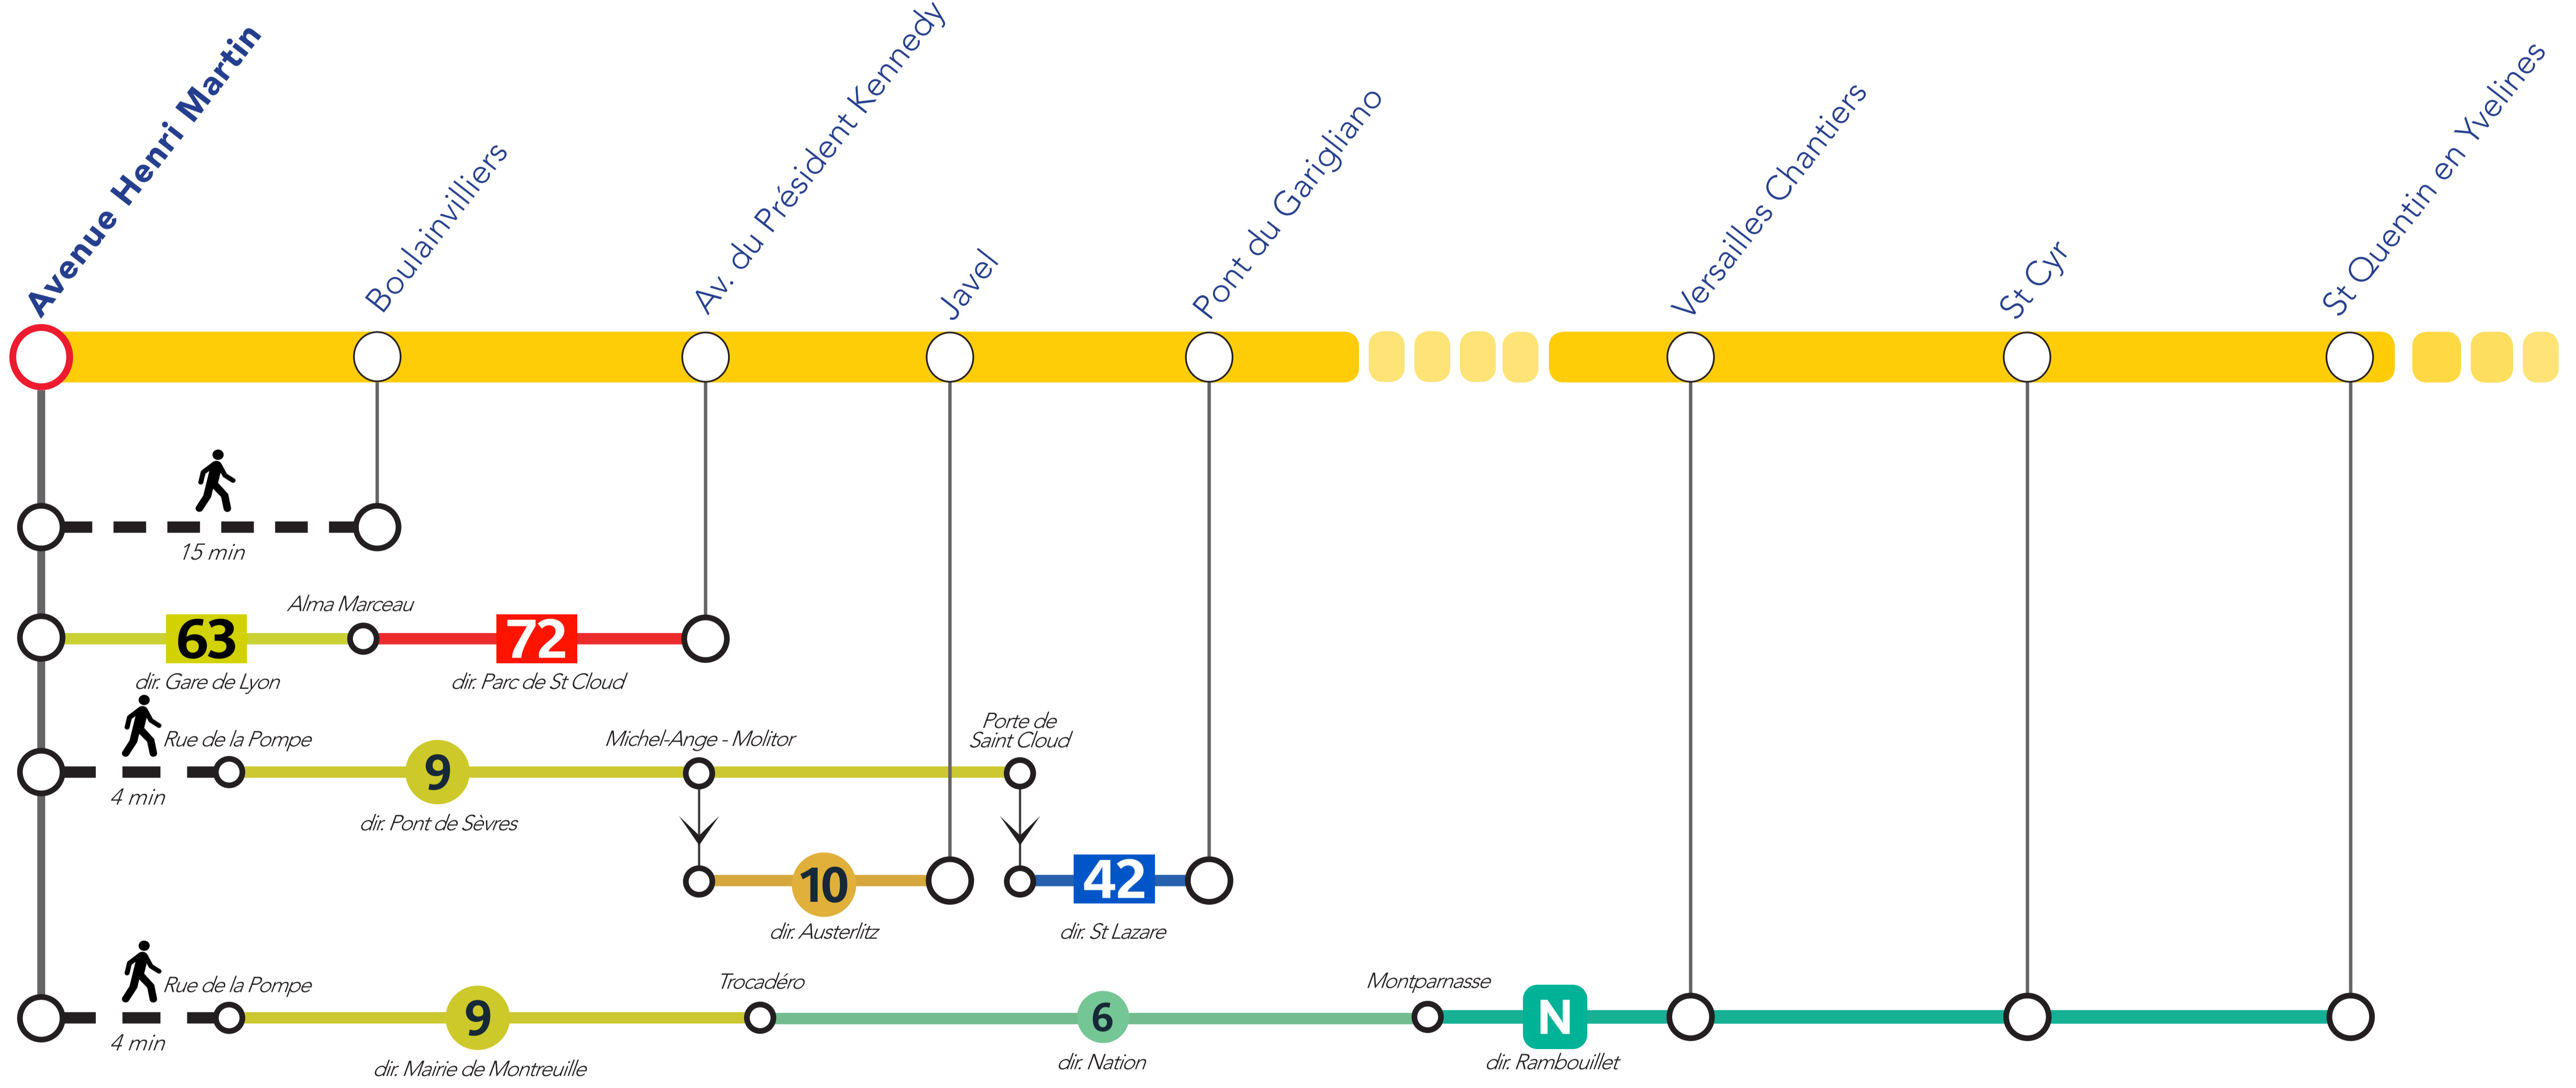 Avenue Henri Martin
Boulainvilliers
Av. du Président Kennedy
Javel
Pont du Garigliano
Versailles Chantiers
St Cyr
St Quentin en Yvelines
15 min
Alma Marceau
63
72
dir. Gare de Lyon
dir. Parc de St Cloud
Rue de la Pompe
Michel-Ange - Molitor
Porte de
Saint Cloud
9
4 min
dir. Pont de Sèvres
10
42
dir. Austerlitz
dir. St Lazare
Rue de la Pompe
Trocadéro
Montparnasse
9
6
N
4 min
dir. Mairie de Montreuille
dir. Nation
dir. Rambouillet